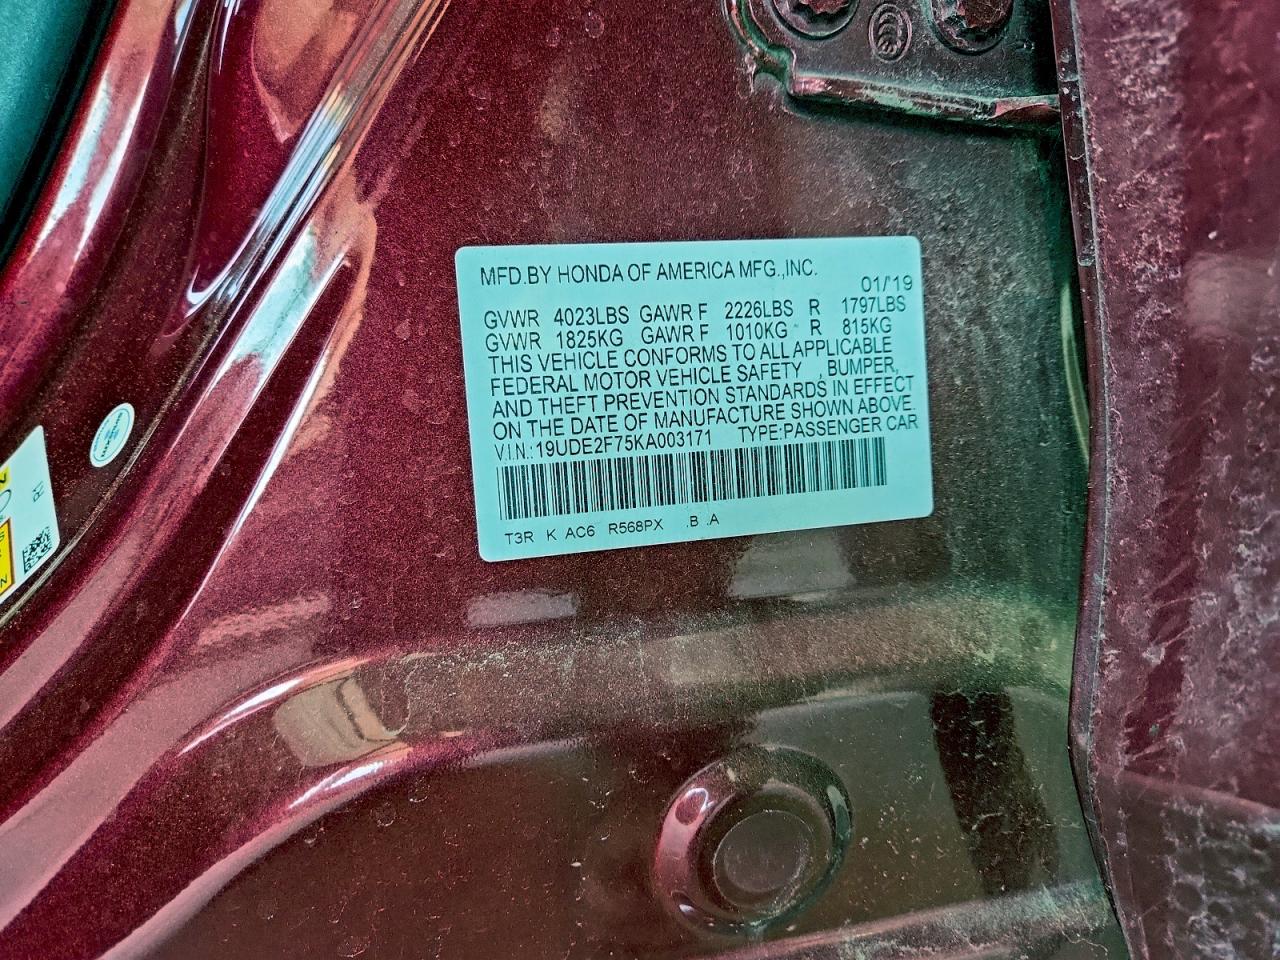 MFD.BY HONDA OF AMERICA MFG.,INC.
01/'19
GVWR 4023LBS GAWR F 2226LBS R 1797LBS
GVWR 1825KG GAWR F 1010KG R 815KG
THIS VEHICLE CONFORMS TO ALL APPLICABLE
FEDERAL MOTOR VEHICLE SAFETY , BUMPER,
AND THEFT PREVENTION STANDARDS IN EFFECT
ON THE DATE OF MANUFACTURE SHOWN ABOVE
V.I.N.:19UDE2F75KA003171 TYPE:PASSENGER CAR
T3R K AC6 R568PX .B .A